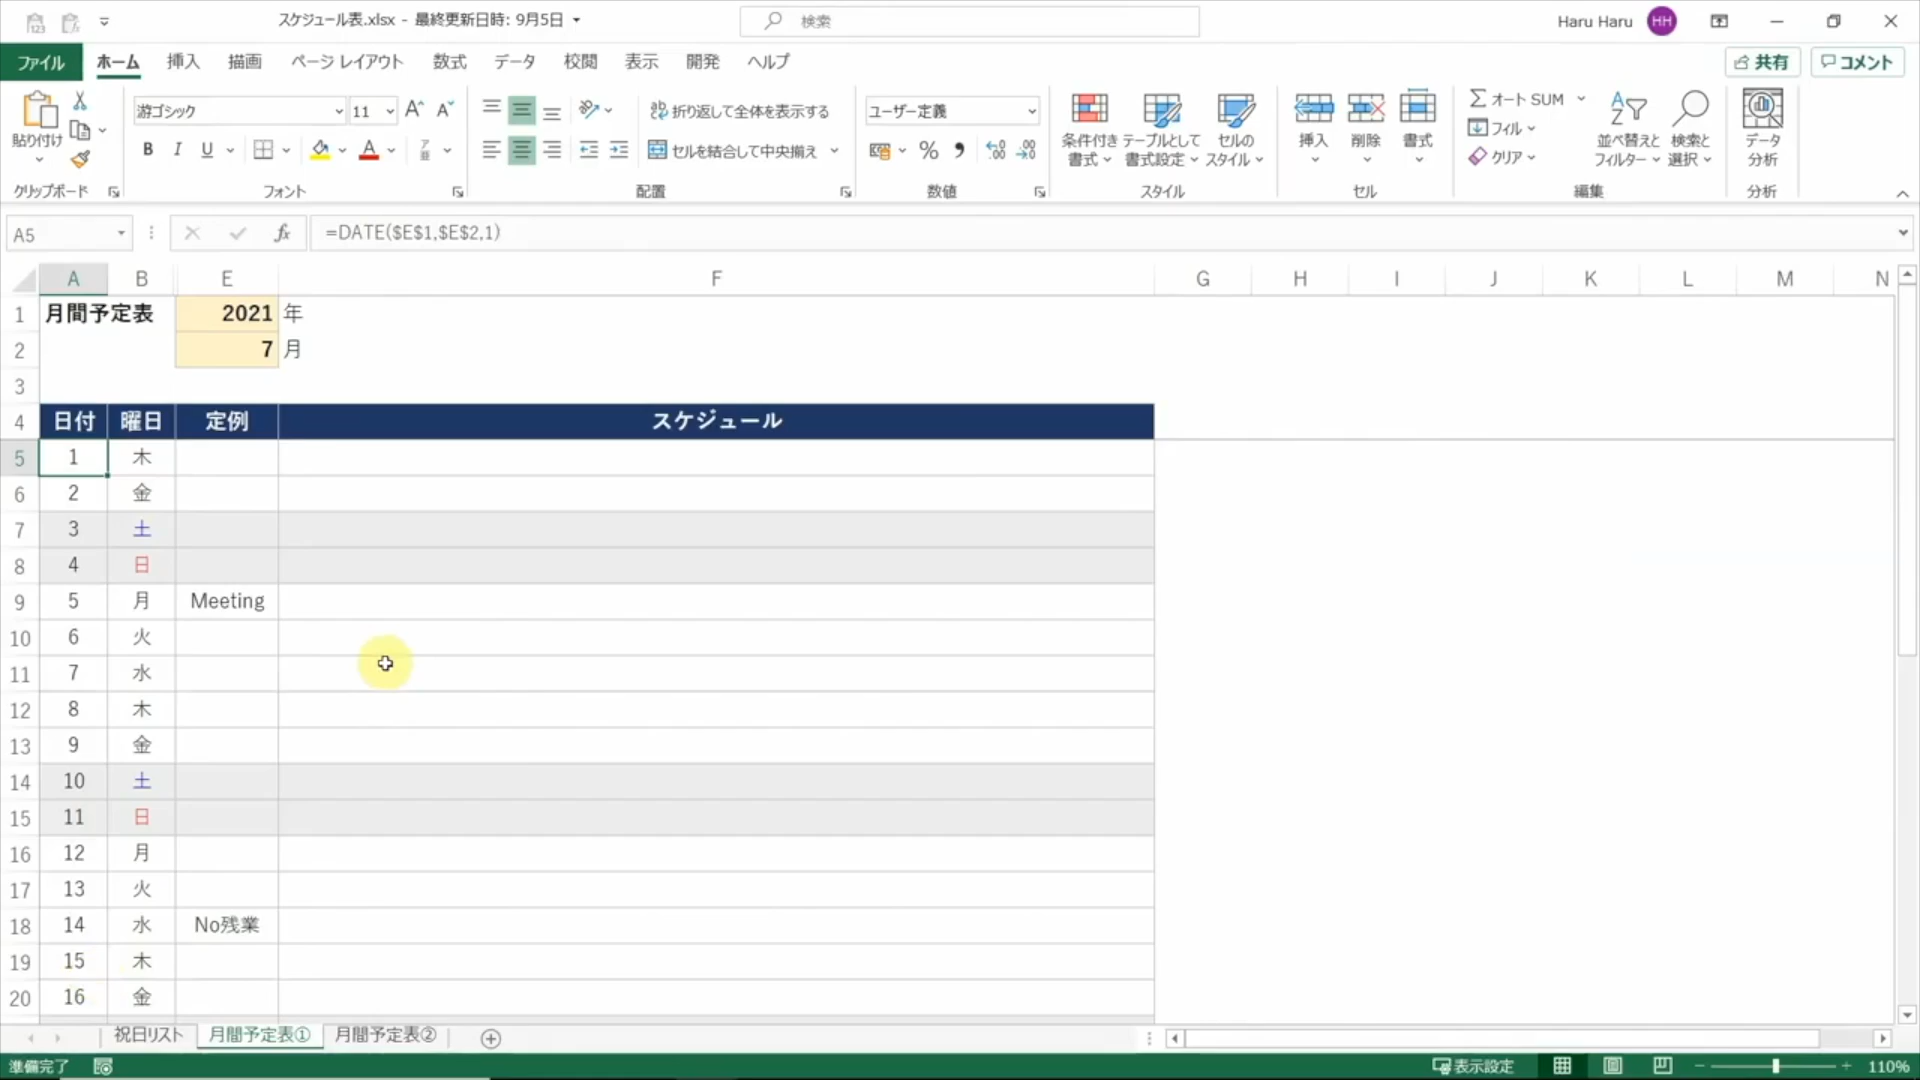 スケジュール表.xlsx - 最終更新日時: 9月5日
検索
Haru Haru HH
ファイル ホーム 挿入 描画 ページ レイアウト 数式 データ 校閲 表示 開発 ヘルプ 共有 コメント
貼り付け
クリップボード
游ゴシック 11
B I U
フォント
折り返して全体を表示する
セルを結合して中央揃え
配置
ユーザー定義
数値
条件付き書式
テーブルとして書式設定
セルのスタイル
スタイル
挿入 削除 書式
セル
オート SUM
フィル
クリア
並べ替えとフィルター
検索と選択
編集
データ分析
分析
A5 fx =DATE($E$1,$E$2,1)
A B E F G H I J K L M N
1 月間予定表 2021 年
2 7 月
3
4 日付 曜日 定例 スケジュール
5 1 木
6 2 金
7 3 土
8 4 日
9 5 月 Meeting
10 6 火
11 7 水
12 8 木
13 9 金
14 10 土
15 11 日
16 12 月
17 13 火
18 14 水 No残業
19 15 木
20 16 金
祝日リスト 月間予定表① 月間予定表②
準備完了 表示設定 110%